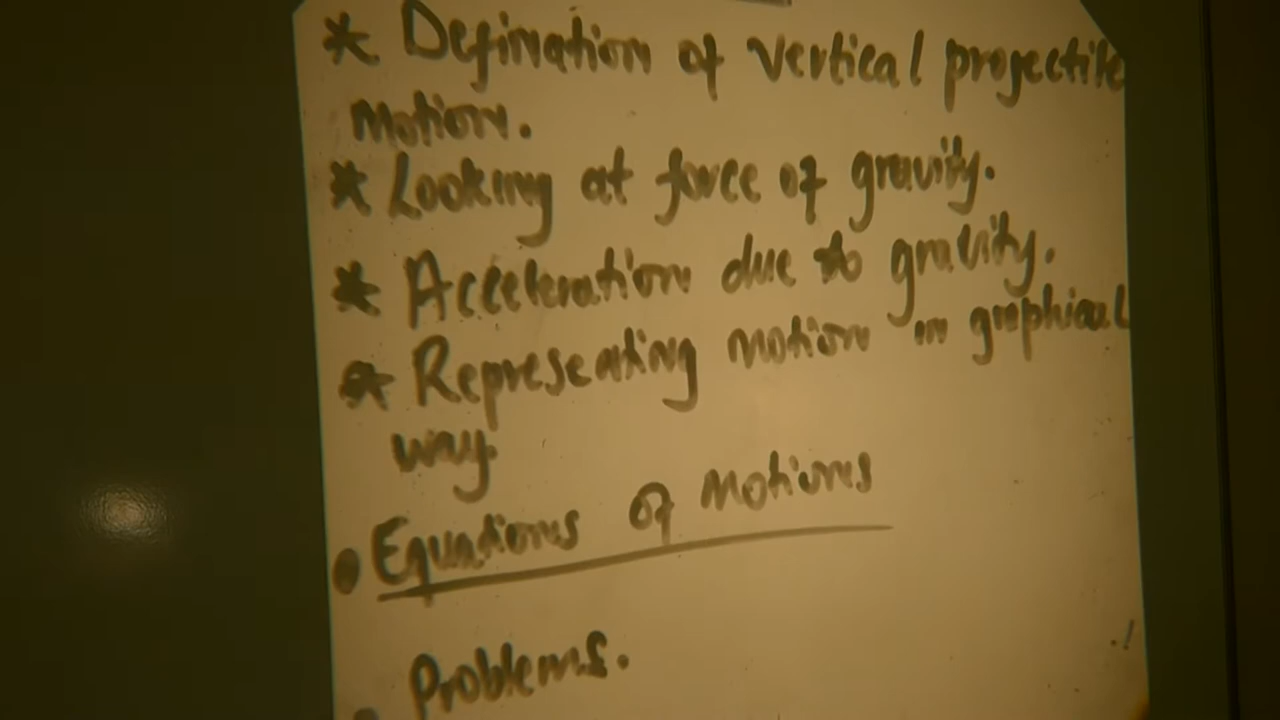 * Defination of vertical projectile
motion.
* Looking at force of gravity.
* Acceleration due to gravity.
* Representing motion in graphical
way.
• Equations of Motions
• Problems.